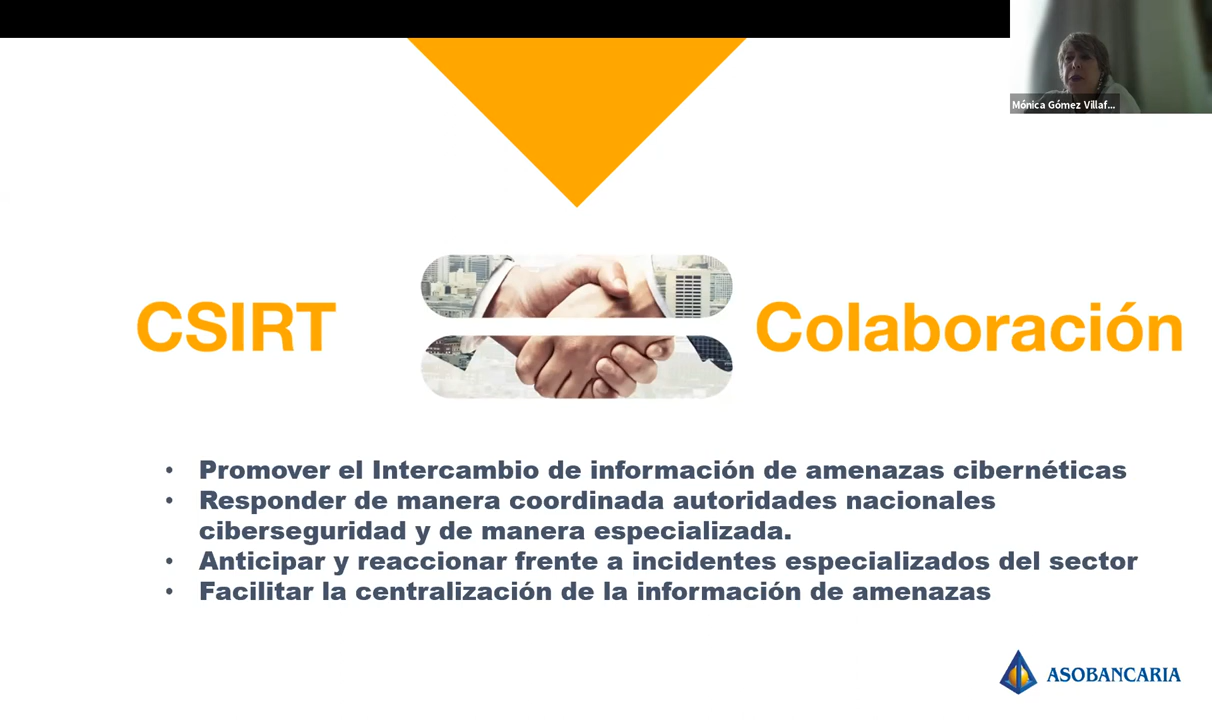 Mónica Gómez Villaf...
CSIRT
Colaboración
• Promover el Intercambio de información de amenazas cibernéticas
• Responder de manera coordinada autoridades nacionales
ciberseguridad y de manera especializada.
• Anticipar y reaccionar frente a incidentes especializados del sector
• Facilitar la centralización de la información de amenazas
ASOBANCARIA